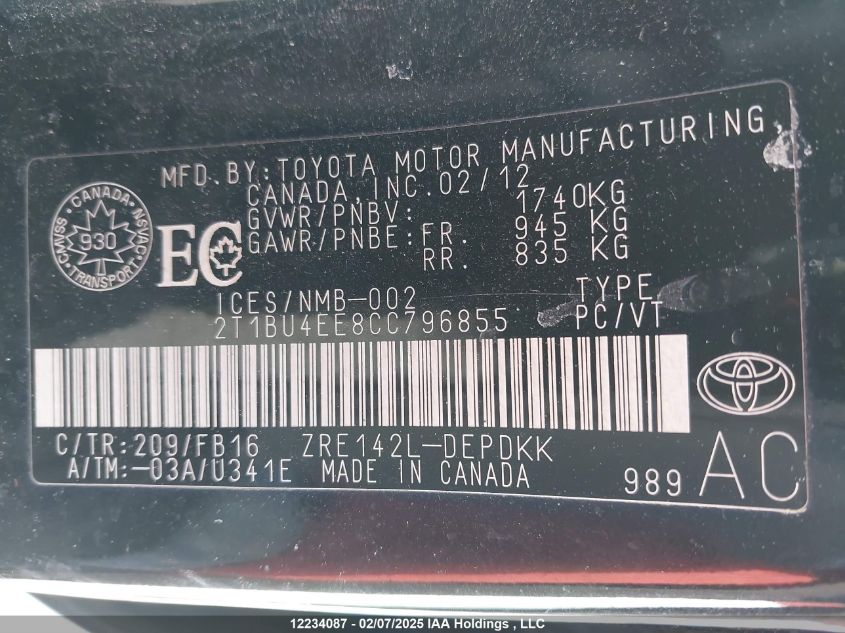 MFD.BY:TOYOTA MOTOR MANUFACTURING
CANADA,INC.02/12
GVWR/PNBV: 1740KG
GAWR/PNBE:FR. 945 KG
RR. 835 KG
CANADA
CMVSS 930 NSVAC
TRANSPORT
EC
ICES/NMB-002 TYPE
2T1BU4EE8CC796855 PC/VT
C/TR:209/FB16 ZRE142L-DEPDKK
A/TM:-03A/U341E MADE IN CANADA
989 AC
12234087 - 02/07/2025 IAA Holdings , LLC